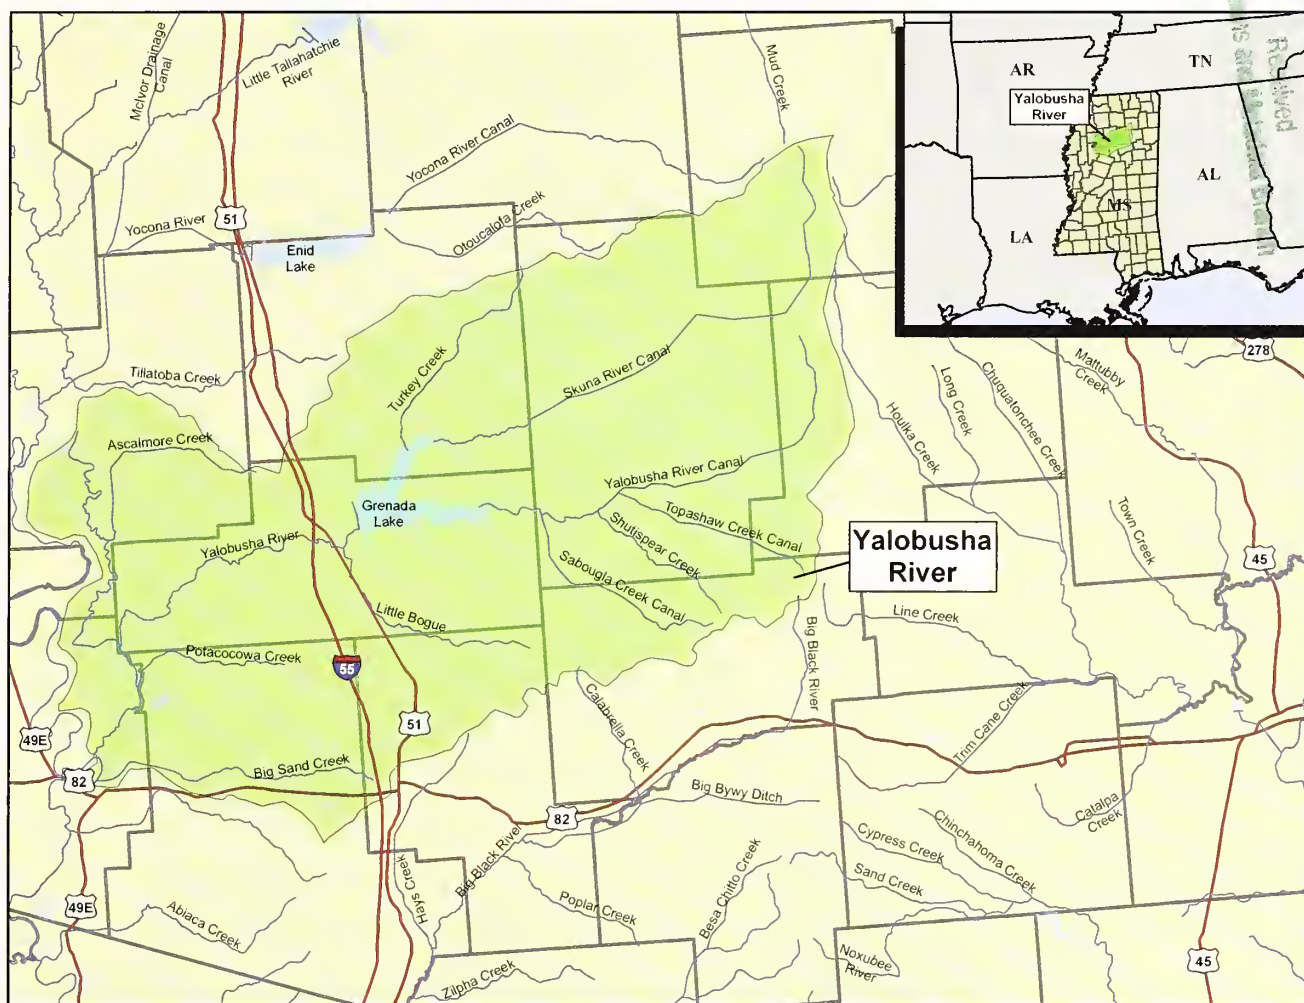 McIvor Drainage
Canal
Little Tallahatchie
River
Mud Creek
Yocona River Canal
Yocona River
51
Enid
Lake
Otoucalofa Creek
AR
TN
Yalobusha
River
MS
AL
LA
Received
Tillatoba Creek
Turkey Creek
Skuna River Canal
278
Mattubby
Creek
Chuquatonchee Creek
Long Creek
Houlka Creek
Ascalmore Creek
Grenada
Lake
Yalobusha River Canal
Topashaw Creek Canal
Shutispear Creek
Sabougla Creek Canal
Yalobusha River
Yalobusha
River
Town Creek
45
Little Bogue
Line Creek
Potacocowa Creek
55
Big Black River
51
Calabrella Creek
Trim Cane Creek
49E
82
Big Sand Creek
Big Bywy Ditch
82
Catalpa
Creek
Big Black River
Cypress Creek
Chinchahoma Creek
Sand Creek
Hays Creek
Besa Chitto Creek
Poplar Creek
49E
Abiaca Creek
Noxubee
River
Zilpha Creek
45